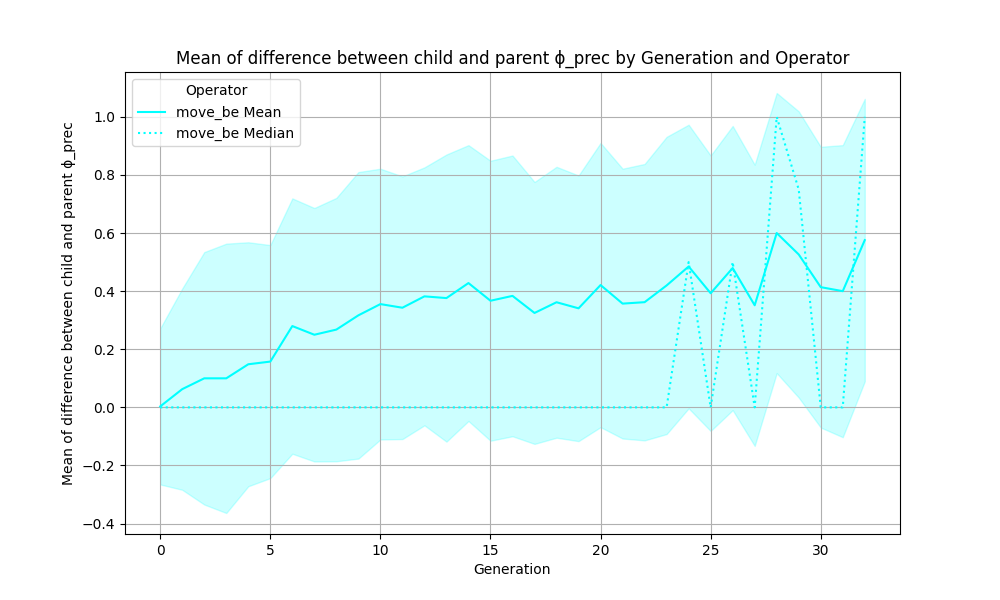 Mean of difference between child and parent ϕ_prec by Generation and Operator
Mean of difference between child and parent ϕ_prec
1.0
0.8
0.6
0.4
0.2
0.0
−0.2
−0.4
Operator
move_be Mean
move_be Median
0 5 10 15 20 25 30
Generation